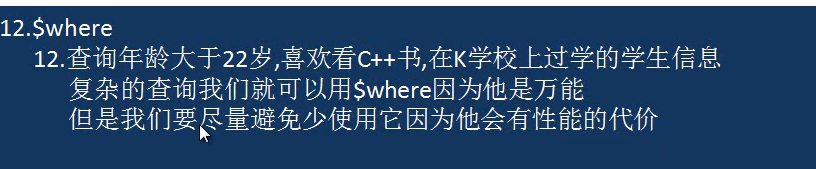 12.$where
12.查询年龄大于22岁,喜欢看C++书,在K学校上过学的学生信息
复杂的查询我们就可以用$where因为他是万能
但是我们要尽量避免少使用它因为他会有性能的代价